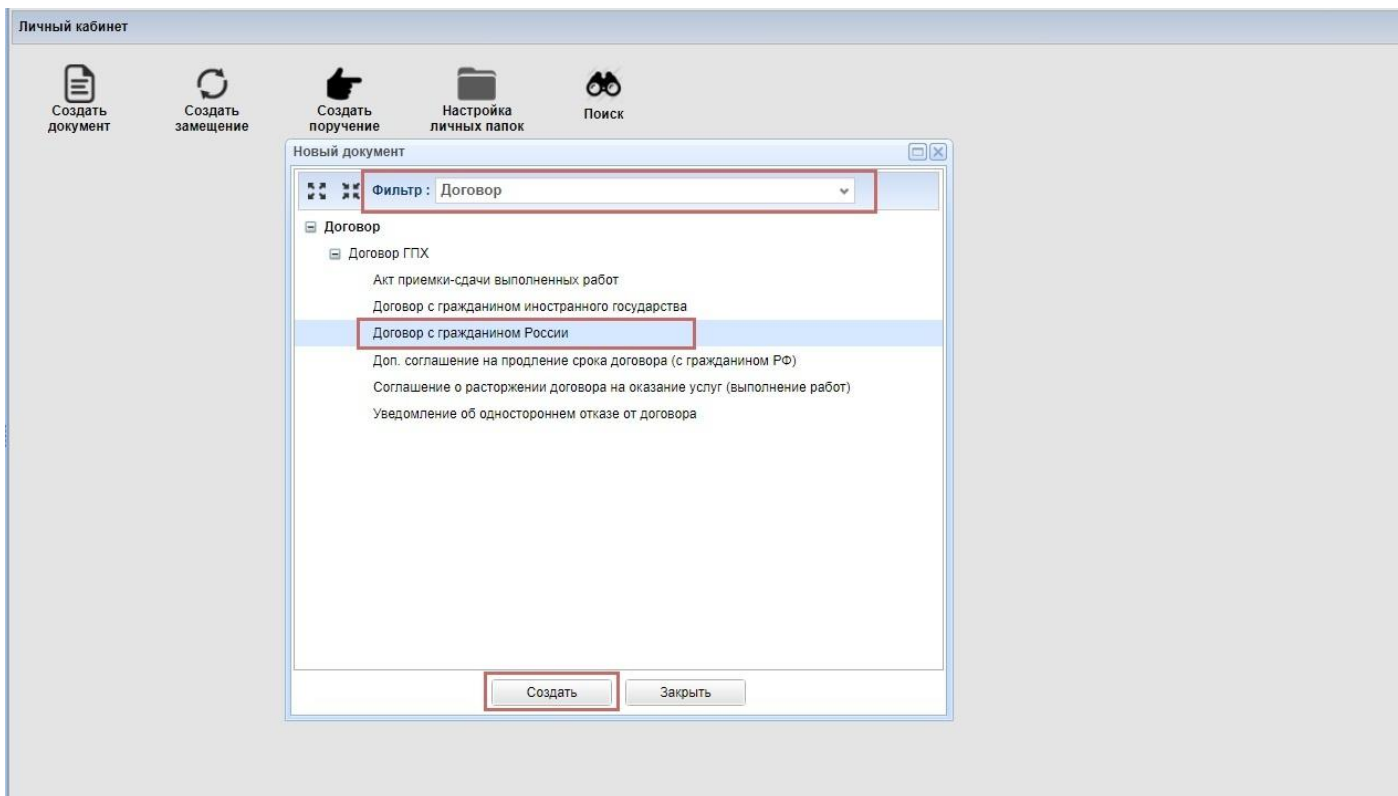 Личный кабинет
Создать
документ
Создать
замещение
Создать
поручение
Настройка
личных папок
Поиск
Новый документ
Фильтр : Договор
Договор
Договор ГПХ
Акт приемки-сдачи выполненных работ
Договор с гражданином иностранного государства
Договор с гражданином России
Доп. соглашение на продление срока договора (с гражданином РФ)
Соглашение о расторжении договора на оказание услуг (выполнение работ)
Уведомление об одностороннем отказе от договора
Создать Закрыть